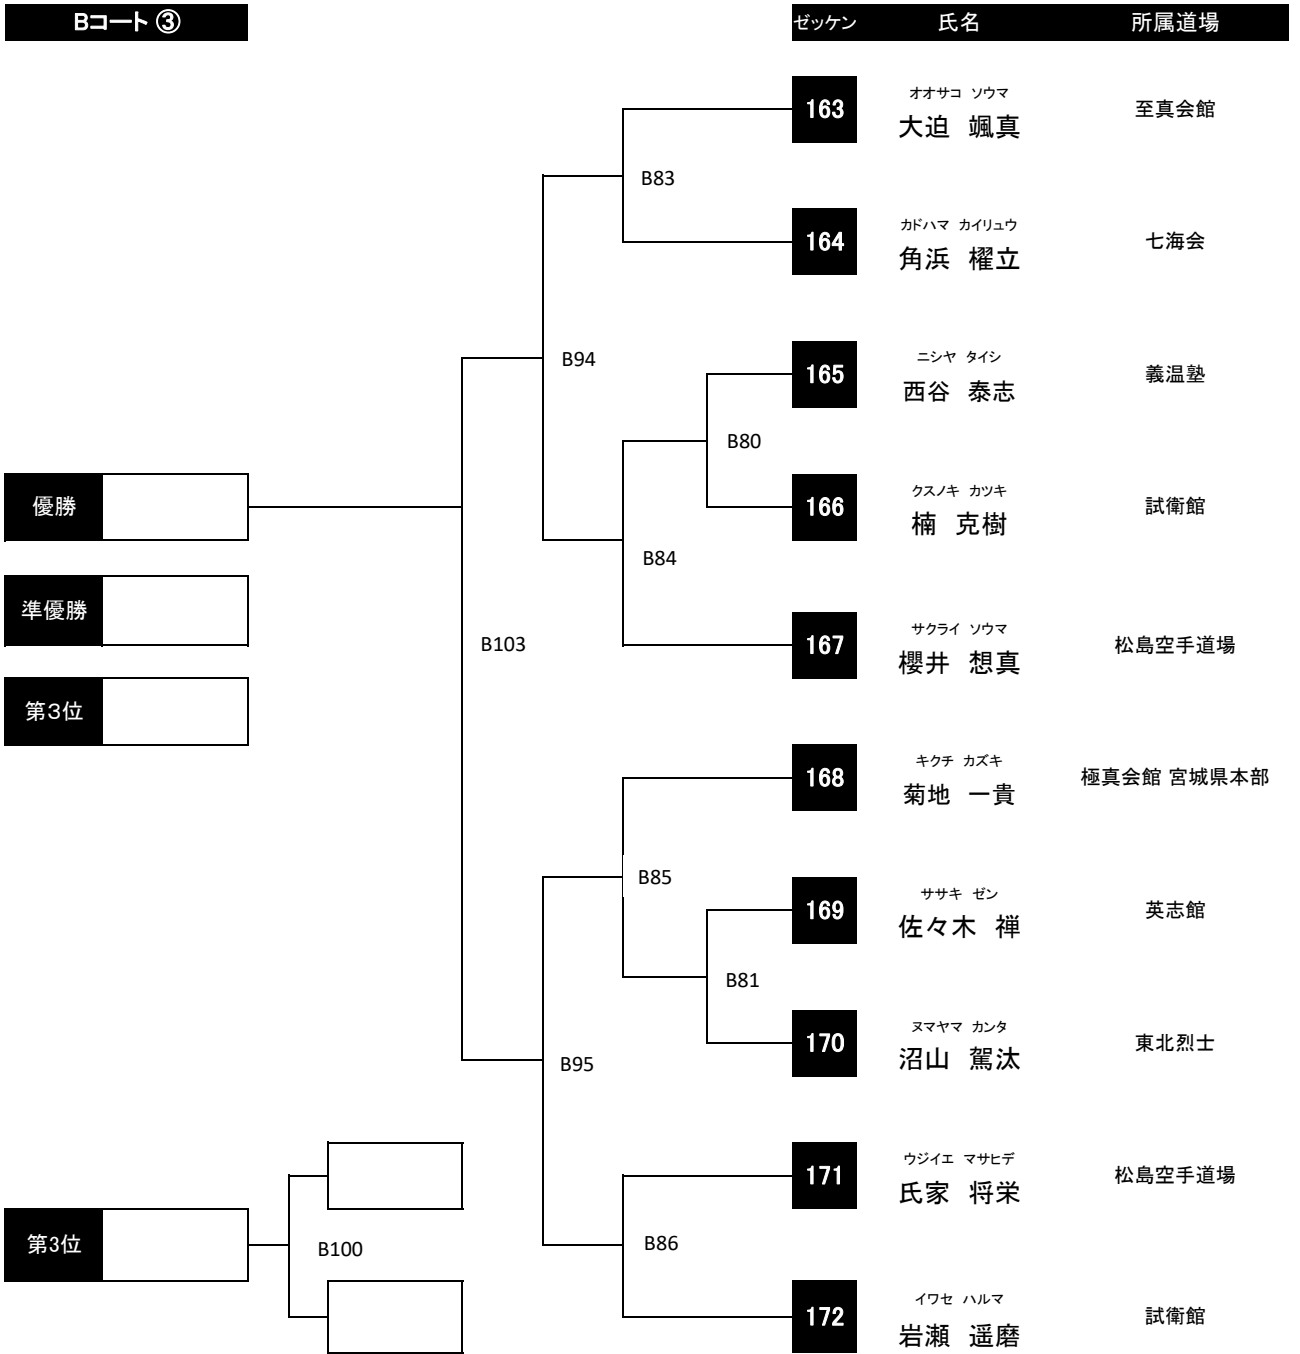 Bコート ③
ゼッケン 氏名 所属道場
163 オオサコ ソウマ 至真会館
大迫 颯真
B83
164 カドハマ カイリュウ 七海会
角浜 櫂立
B94
165 ニシヤ タイシ 義温塾
西谷 泰志
B80
優勝
166 クスノキ カツキ 試衛館
楠 克樹
B84
準優勝
B103
167 サクライ ソウマ 松島空手道場
櫻井 想真
第3位
168 キクチ カズキ 極真会館 宮城県本部
菊地 一貴
B85
169 ササキ ゼン 英志館
佐々木 禅
B81
170 ヌマヤマ カンタ 東北烈士
沼山 駕汰
B95
171 ウジイエ マサヒデ 松島空手道場
氏家 将栄
第3位
B100
B86
172 イワセ ハルマ 試衛館
岩瀬 遥磨